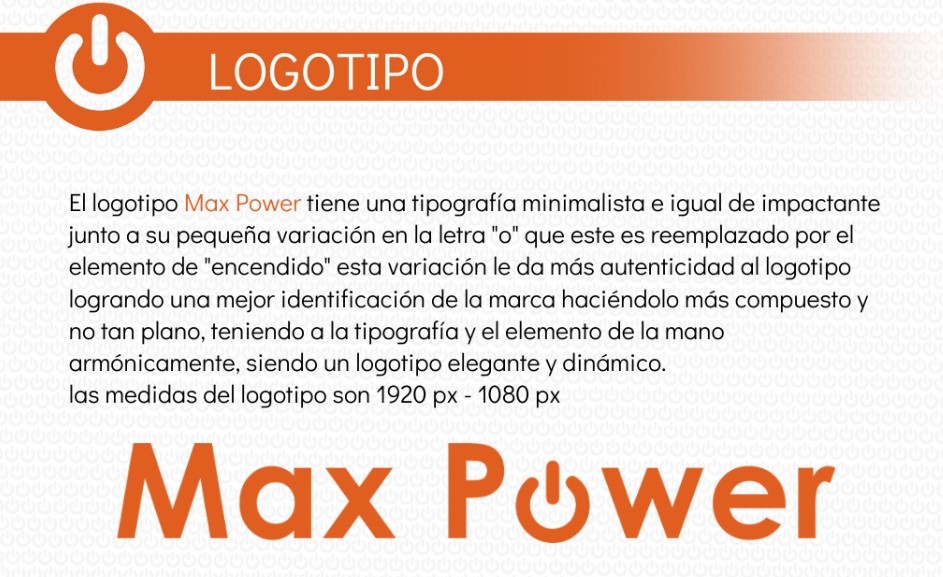 LOGOTIPO
El logotipo Max Power tiene una tipografía minimalista e igual de impactante
junto a su pequeña variación en la letra "o" que este es reemplazado por el
elemento de "encendido" esta variación le da más autenticidad al logotipo
logrando una mejor identificación de la marca haciéndolo más compuesto y
no tan plano, teniendo a la tipografía y el elemento de la mano
armónicamente, siendo un logotipo elegante y dinámico.
las medidas del logotipo son 1920 px - 1080 px
Max Power